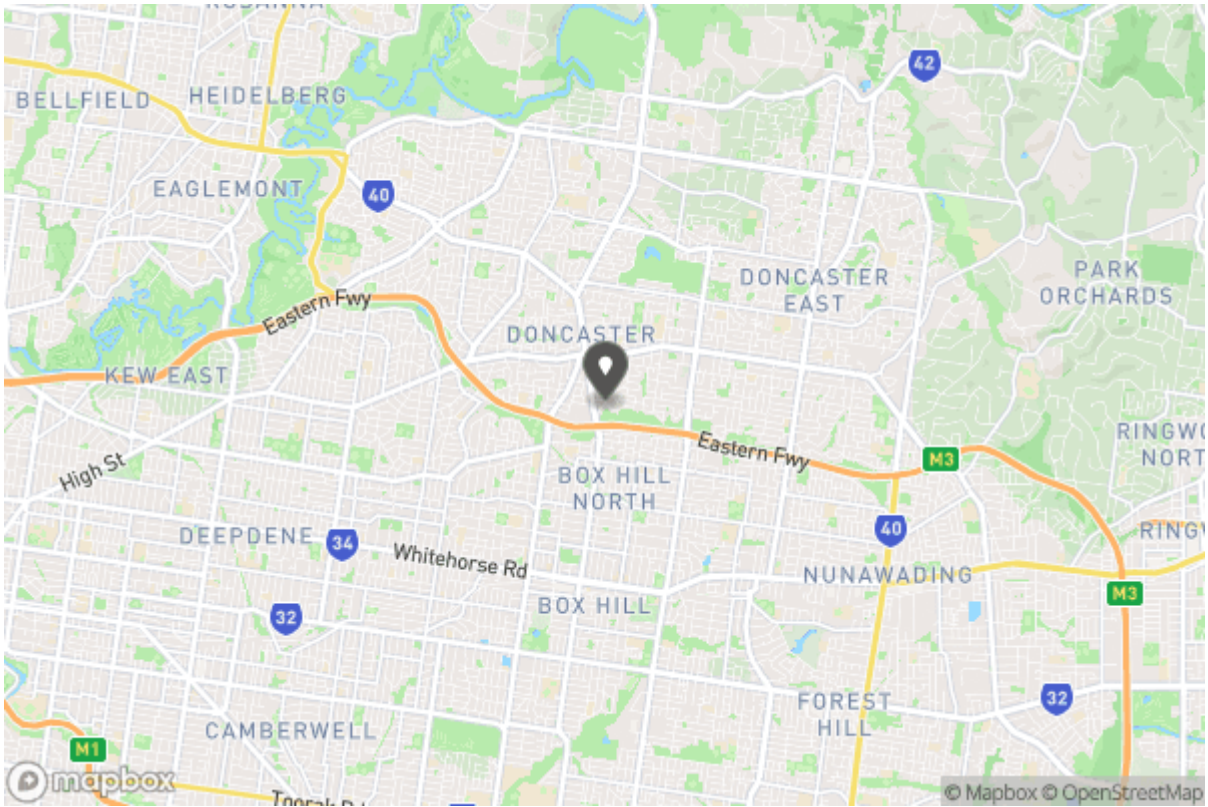 BELLFIELD
HEIDELBERG
42
EAGLEMONT
40
DONCASTER
EAST
PARK
ORCHARDS
Eastern Fwy
DONCASTER
KEW EAST
High St
Eastern Fwy
M3
BOX HILL
NORTH
DEEPDENE
34
Whitehorse Rd
40
NUNAWADING
M3
BOX HILL
32
FOREST
HILL
32
CAMBERWELL
M1
mapbox
© Mapbox © OpenStreetMap